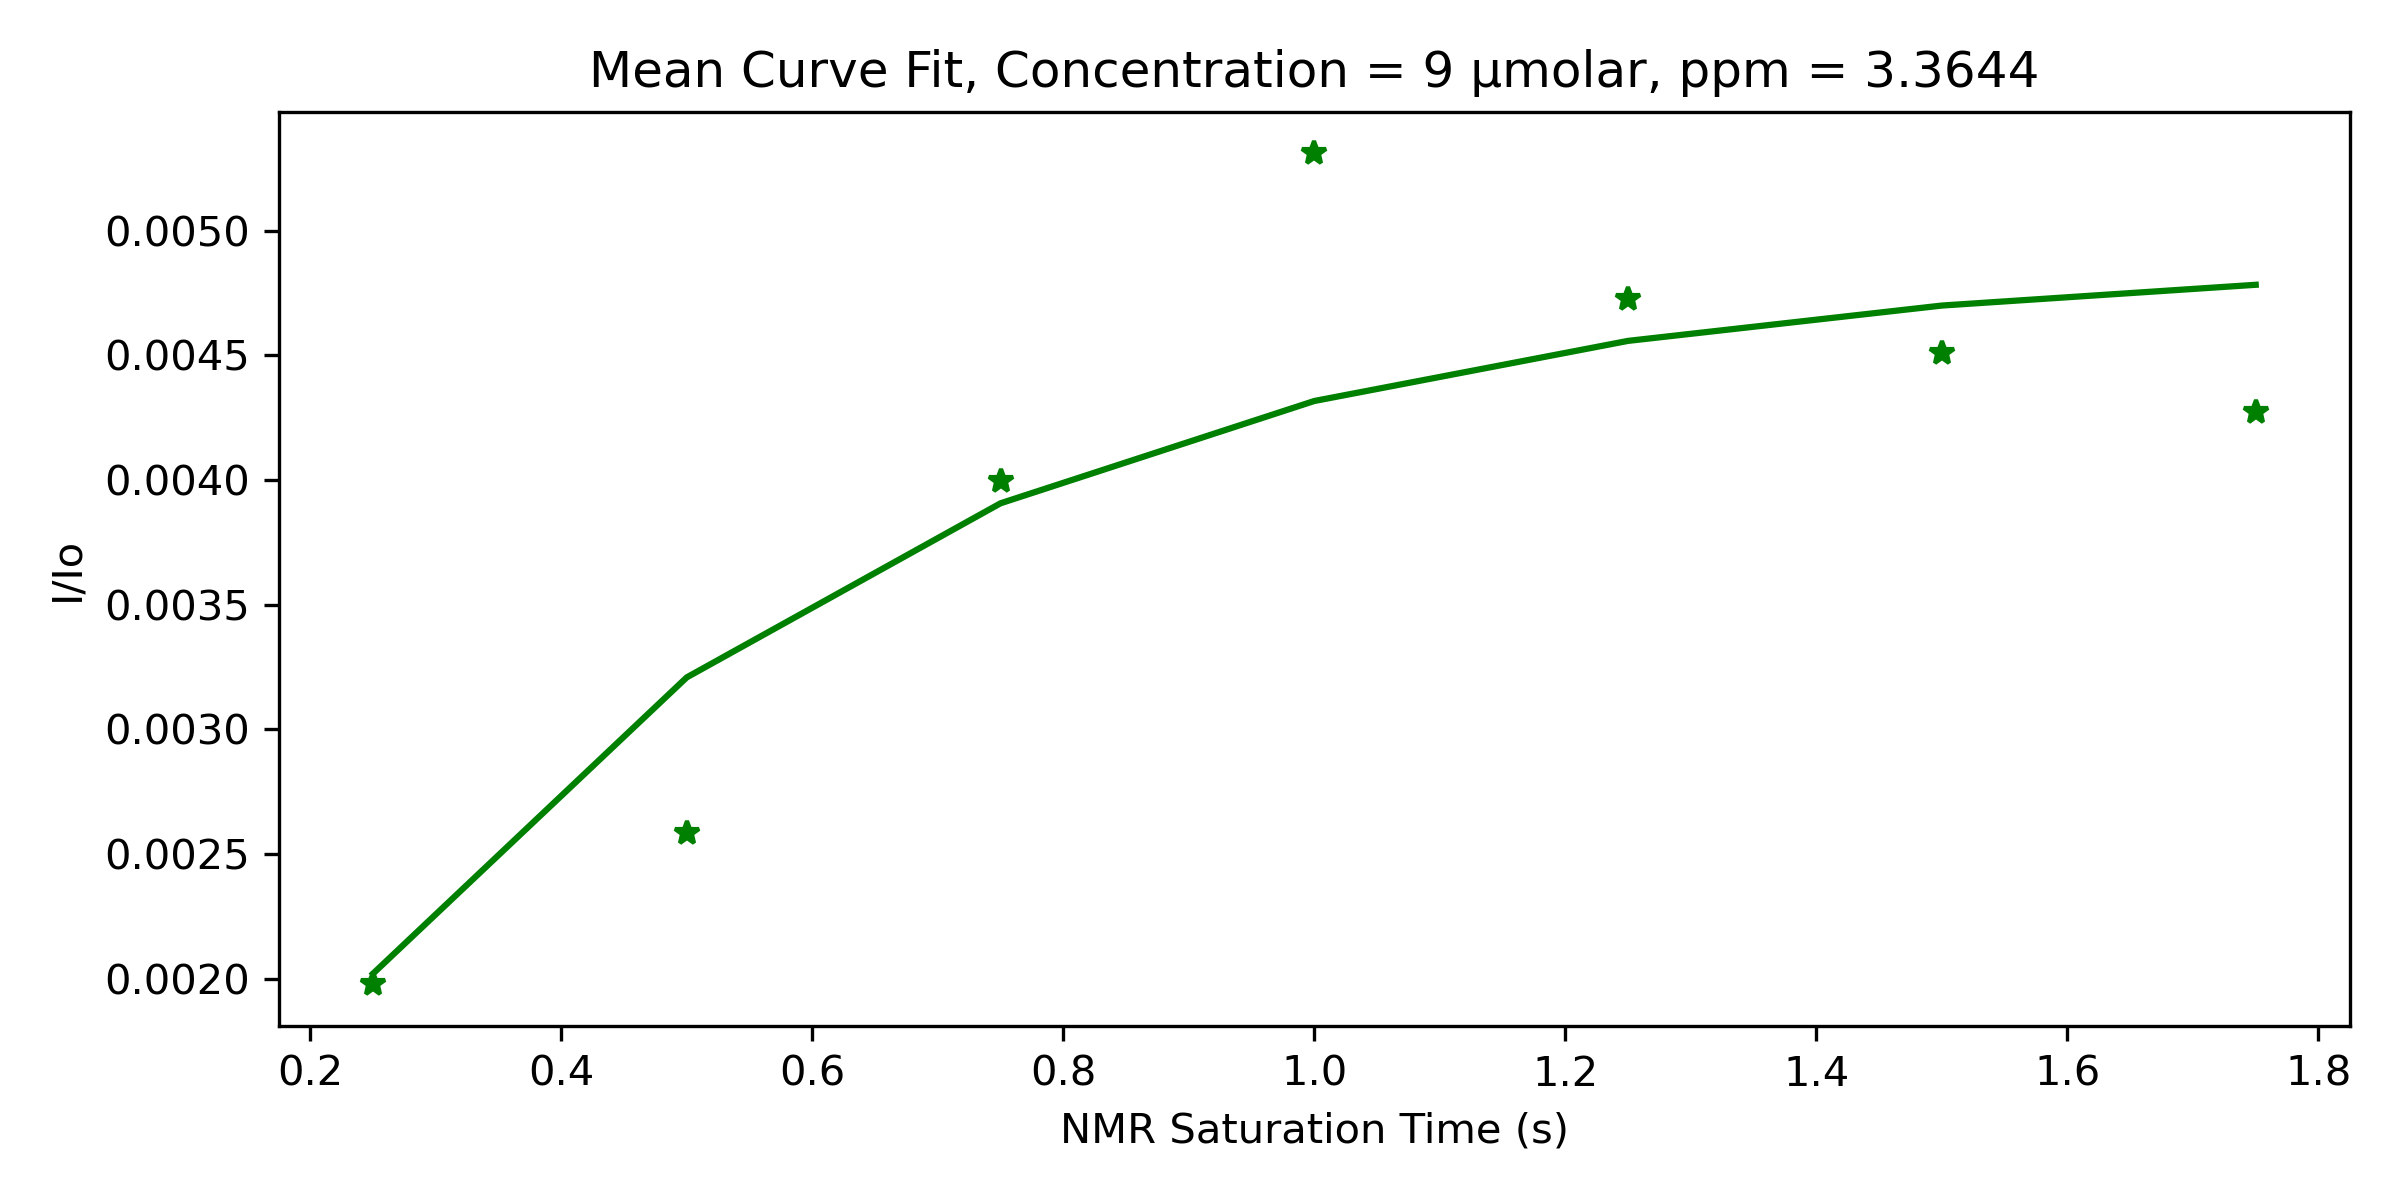 Mean Curve Fit, Concentration = 9 µmolar, ppm = 3.3644
I/Io
0.0050
0.0045
0.0040
0.0035
0.0030
0.0025
0.0020
0.2 0.4 0.6 0.8 1.0 1.2 1.4 1.6 1.8
NMR Saturation Time (s)